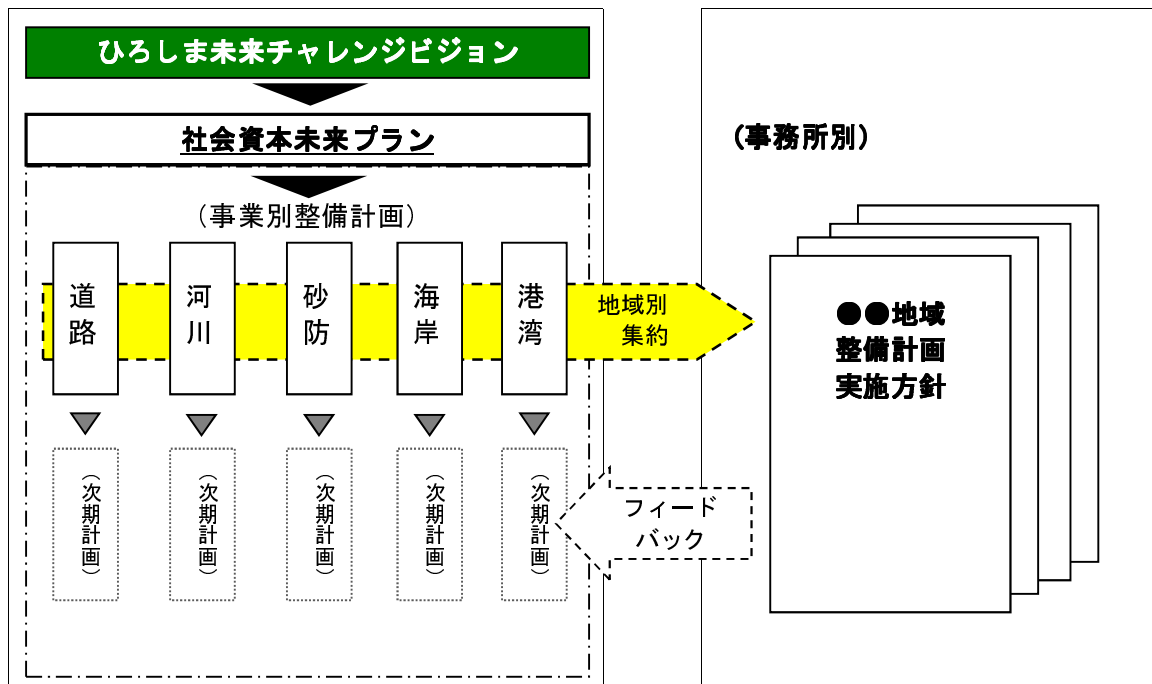 ひろしま未来チャレンジビジョン
社会資本未来プラン
(事業別整備計画)
道路
河川
砂防
海岸
港湾
地域別
集約
(次期計画)
(次期計画)
(次期計画)
(次期計画)
(次期計画)
フィード
バック
(事務所別)
●●地域
整備計画
実施方針